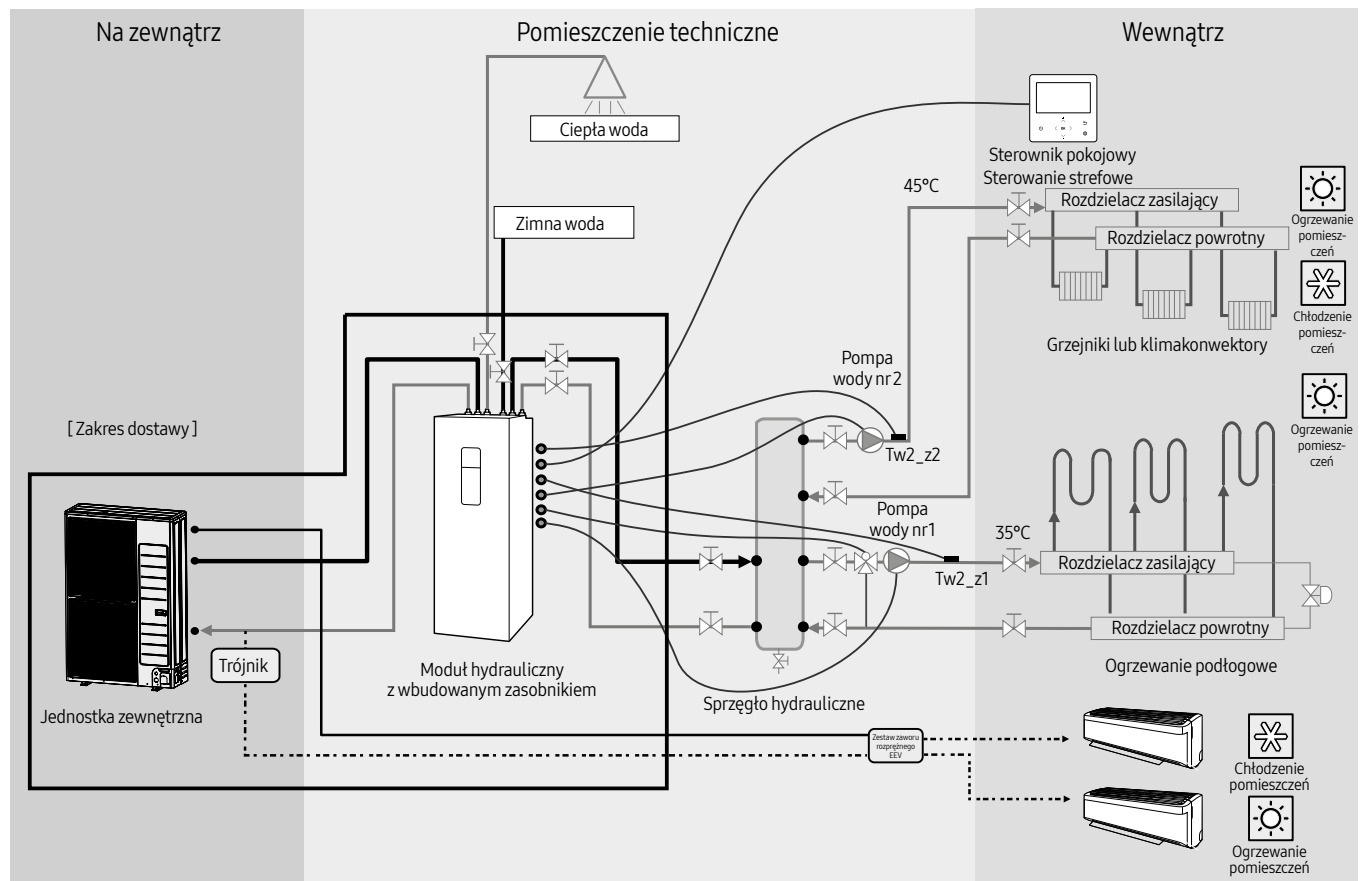 Na zewnątrz
Pomieszczenie techniczne
Wewnątrz
Ciepła woda
Zimna woda
Sterownik pokojowy
Sterowanie strefowe
45°C
Rozdzielacz zasilający
Rozdzielacz powrotny
Ogrzewanie
pomiesz-
czeń
Chłodzenie
pomiesz-
czeń
Grzejniki lub klimakonwektory
Pompa
wody nr2
Tw2_z2
Ogrzewanie
pomiesz-
czeń
[ Zakres dostawy ]
Pompa
wody nr1
35°C
Tw2_z1
Rozdzielacz zasilający
Rozdzielacz powrotny
Ogrzewanie podłogowe
Trójnik
Jednostka zewnętrzna
Moduł hydrauliczny
z wbudowanym zasobnikiem
Sprzęgło hydrauliczne
Zestaw zaworu
rozprężnego
EEV
Chłodzenie
pomieszczeń
Ogrzewanie
pomieszczeń